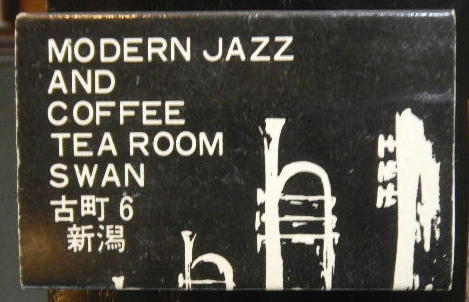 MODERN JAZZ
AND
COFFEE
TEA ROOM
SWAN
古町 6
新潟